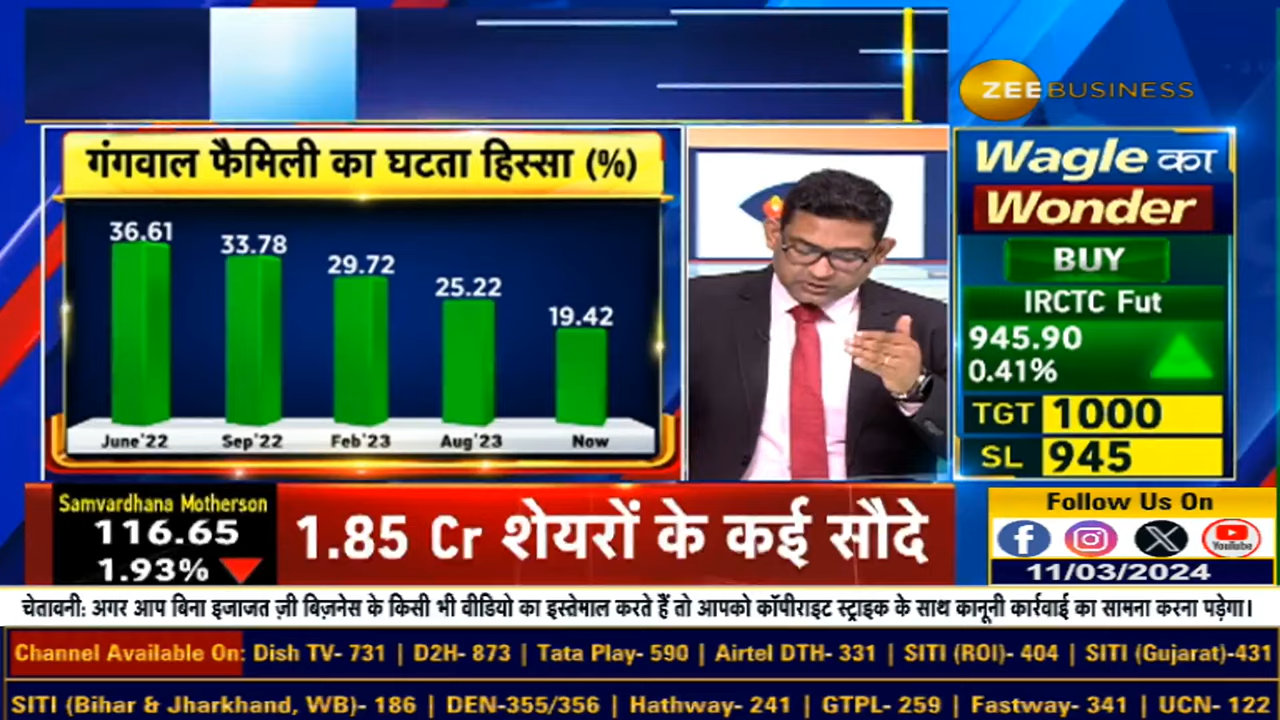 ZEEBUSINESS
गंगवाल फैमिली का घटता हिस्सा (%)
36.61
33.78
29.72
25.22
19.42
June'22
Sep'22
Feb'23
Aug'23
Now
Wagle का
Wonder
BUY
IRCTC Fut
945.90
0.41%
TGT 1000
SL 945
Samvardhana Motherson
116.65
1.93%
1.85 Cr शेयरों के कई सौदे
Follow Us On
YouTube
11/03/2024
चेतावनी: अगर आप बिना इजाजत ज़ी बिज़नेस के किसी भी वीडियो का इस्तेमाल करते हैं तो आपको कॉपीराइट स्ट्राइक के साथ कानूनी कार्रवाई का सामना करना पड़ेगा।
Channel Available On: Dish TV- 731 | D2H- 873 | Tata Play- 590 | Airtel DTH- 331 | SITI (ROI)- 404 | SITI (Gujarat)-431
SITI (Bihar & Jharkhand, WB)- 186 | DEN-355/356 | Hathway- 241 | GTPL- 259 | Fastway- 341 | UCN- 122